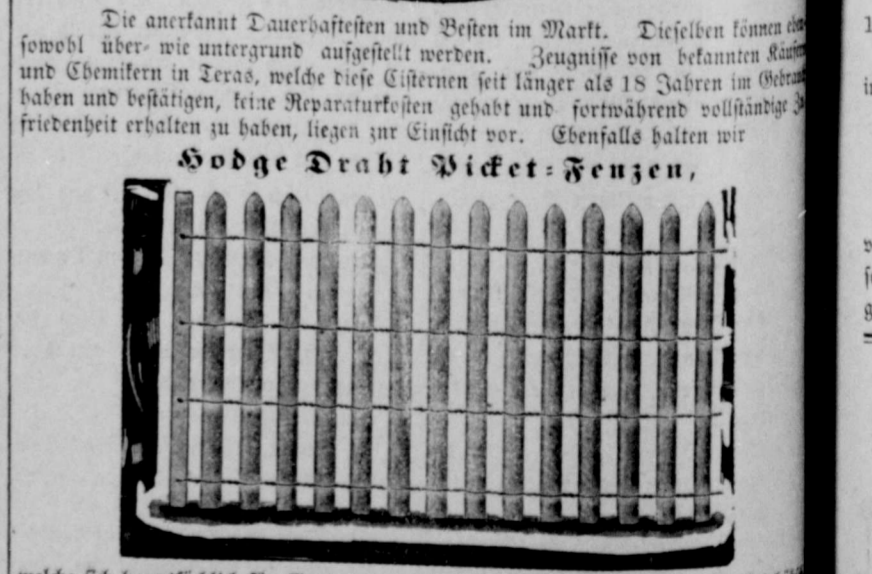 Die anerkannt Dauerhaftesten und Besten im Markt. Dieselben können
sowohl über- wie untergrund aufgestellt werden. Zeugnisse von bekannten
und Chemikern in Teras, welche diese Cisternen seit länger als 18 Jahren im
haben und bestätigen, keine Reparaturkosten gehabt und fortwährend vollständige
friedenheit erhalten zu haben, liegen znr Einsicht vor. Ebenfalls halten wir
Hodge Draht Picket-Fenzen,